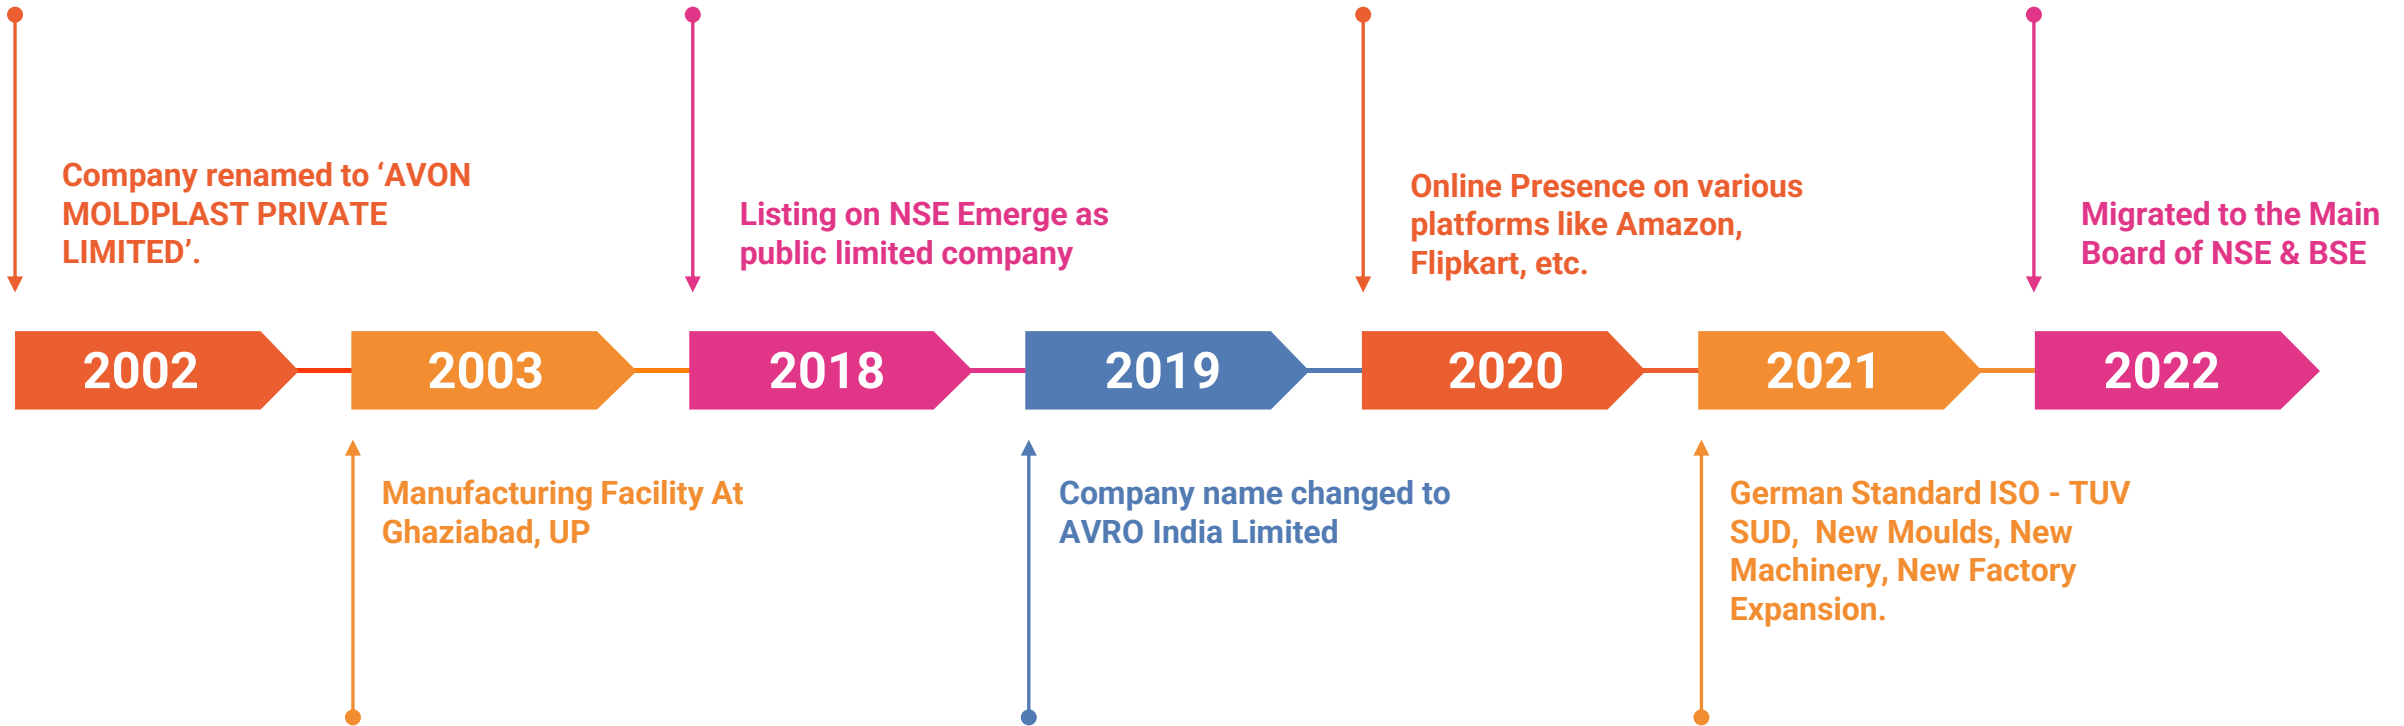 Company renamed to ‘AVON
MOLDPLAST PRIVATE
LIMITED’.
Listing on NSE Emerge as
public limited company
Online Presence on various
platforms like Amazon,
Flipkart, etc.
Migrated to the Main
Board of NSE & BSE
2002
2003
2018
2019
2020
2021
2022
Manufacturing Facility At
Ghaziabad, UP
Company name changed to
AVRO India Limited
German Standard ISO - TUV
SUD,  New Moulds, New
Machinery, New Factory
Expansion.